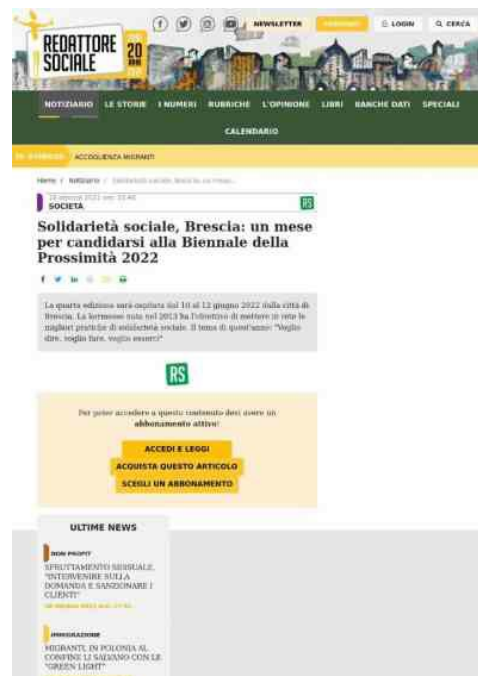 REDATTORE
SOCIALE
20
NEWSLETTER
LOGIN
CERCA
NOTIZIARIO LE STORIE I NUMERI RUBRICHE L'OPINIONE LIBRI BANCHE DATI SPECIALI
CALENDARIO
ACCOGLIENZA MIGRANTI
Home / Notiziario /
SOCIETÀ
RS
Solidarietà sociale, Brescia: un mese
per candidarsi alla Biennale della
Prossimità 2022
La quarta edizione sarà ospitata dal 10 al 12 giugno 2022 dalla città di
Brescia. La kermesse nata nel 2013 ha l'obiettivo di mettere in rete le
migliori pratiche di solidarietà sociale. Il tema di quest'anno: "Voglio
dire, voglio fare, voglio esserci"
RS
Per poter accedere a questo contenuto devi avere un
abbonamento attivo!
ACCEDI E LEGGI
ACQUISTA QUESTO ARTICOLO
SCEGLI UN ABBONAMENTO
ULTIME NEWS
NON PROFIT
SFRUTTAMENTO SESSUALE,
"INTERVENIRE SULLA
DOMANDA E SANZIONARE I
CLIENTI"
IMMIGRAZIONE
MIGRANTI, IN POLONIA AL
CONFINE LI SALVANO CON LE
"GREEN LIGHT"